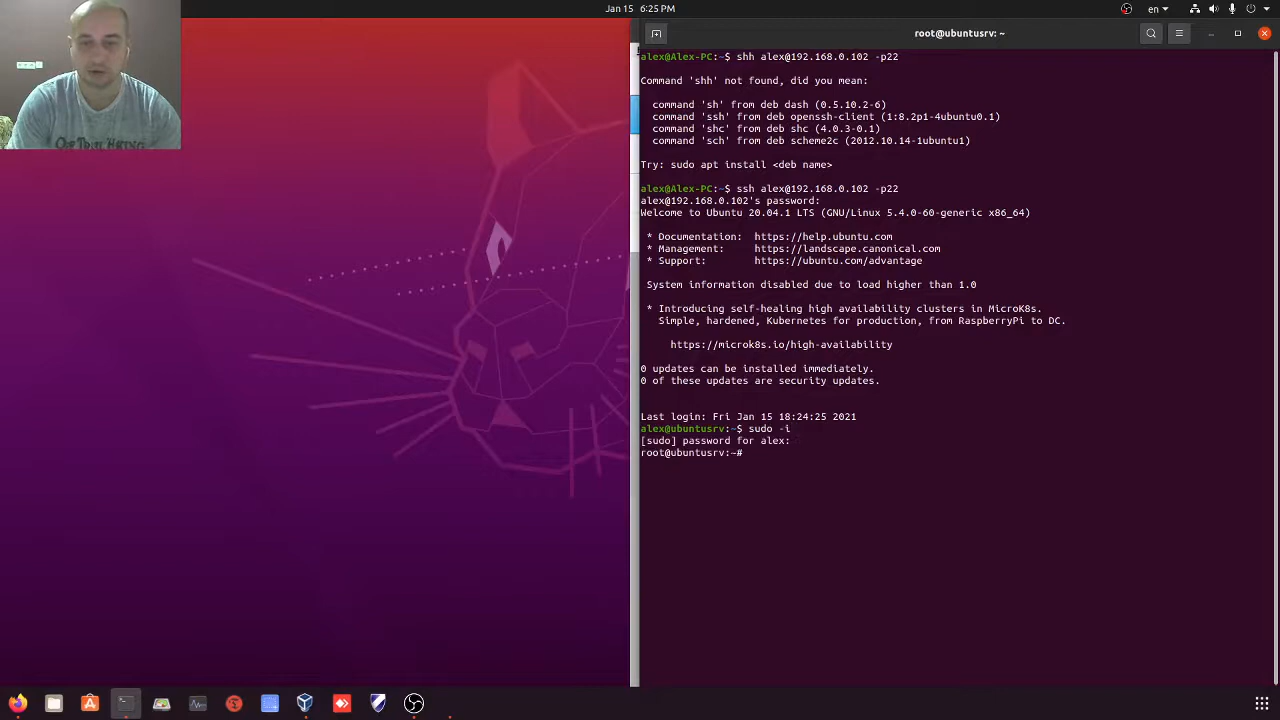 Jan 15 6:25 PM
en
root@ubuntusrv: ~
alex@Alex-PC:~$ shh alex@192.168.0.102 -p22
Command 'shh' not found, did you mean:
command 'sh' from deb dash (0.5.10.2-6)
command 'ssh' from deb openssh-client (1:8.2p1-4ubuntu0.1)
command 'shc' from deb shc (4.0.3-0.1)
command 'sch' from deb scheme2c (2012.10.14-1ubuntu1)
Try: sudo apt install <deb name>
alex@Alex-PC:~$ ssh alex@192.168.0.102 -p22
alex@192.168.0.102's password:
Welcome to Ubuntu 20.04.1 LTS (GNU/Linux 5.4.0-60-generic x86_64)
* Documentation: https://help.ubuntu.com
* Management: https://landscape.canonical.com
* Support: https://ubuntu.com/advantage
System information disabled due to load higher than 1.0
* Introducing self-healing high availability clusters in MicroK8s.
Simple, hardened, Kubernetes for production, from RaspberryPi to DC.
https://microk8s.io/high-availability
0 updates can be installed immediately.
0 of these updates are security updates.
Last login: Fri Jan 15 18:24:25 2021
alex@ubuntusrv:~$ sudo -i
[sudo] password for alex:
root@ubuntusrv:~#